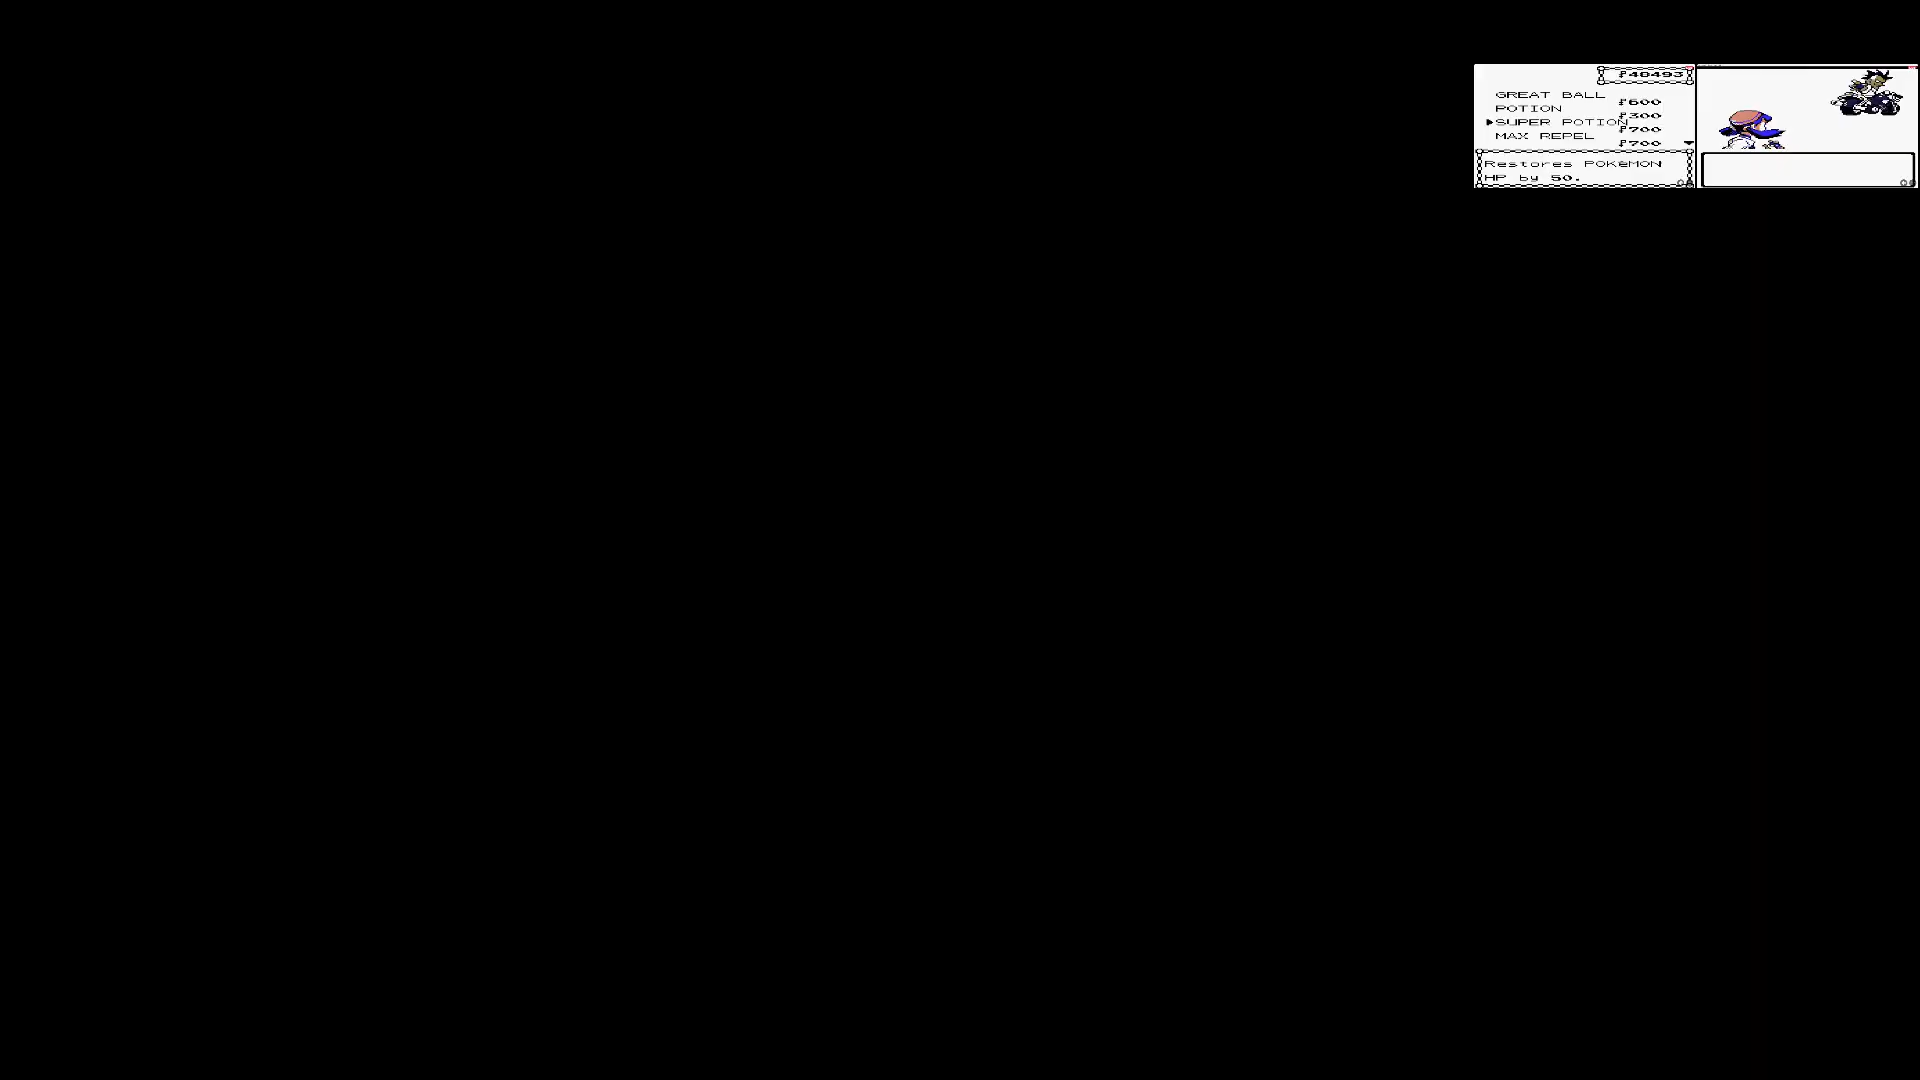 ₽40493
GREAT BALL
₽600
POTION
₽300
▶SUPER POTION
₽700
MAX REPEL
₽700
Restores POKéMON
HP by 50.